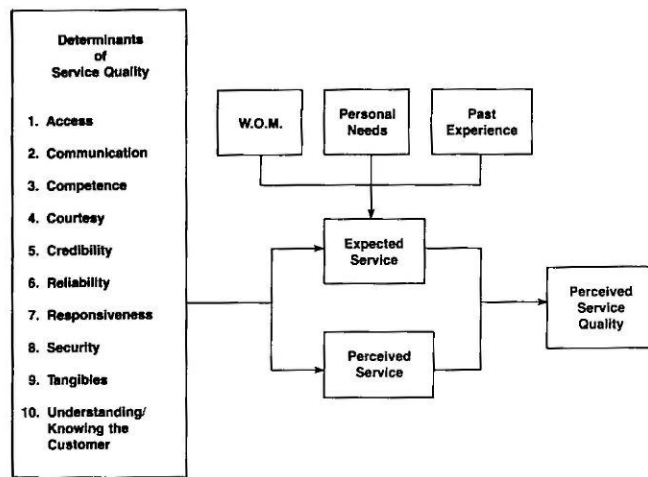 Determinants
of
Service Quality
1. Access
2. Communication
3. Competence
4. Courtesy
5. Credibility
6. Reliability
7. Responsiveness
8. Security
9. Tangibles
10. Understanding/
Knowing the
Customer
W.O.M.
Personal
Needs
Past
Experience
Expected
Service
Perceived
Service
Perceived
Service
Quality